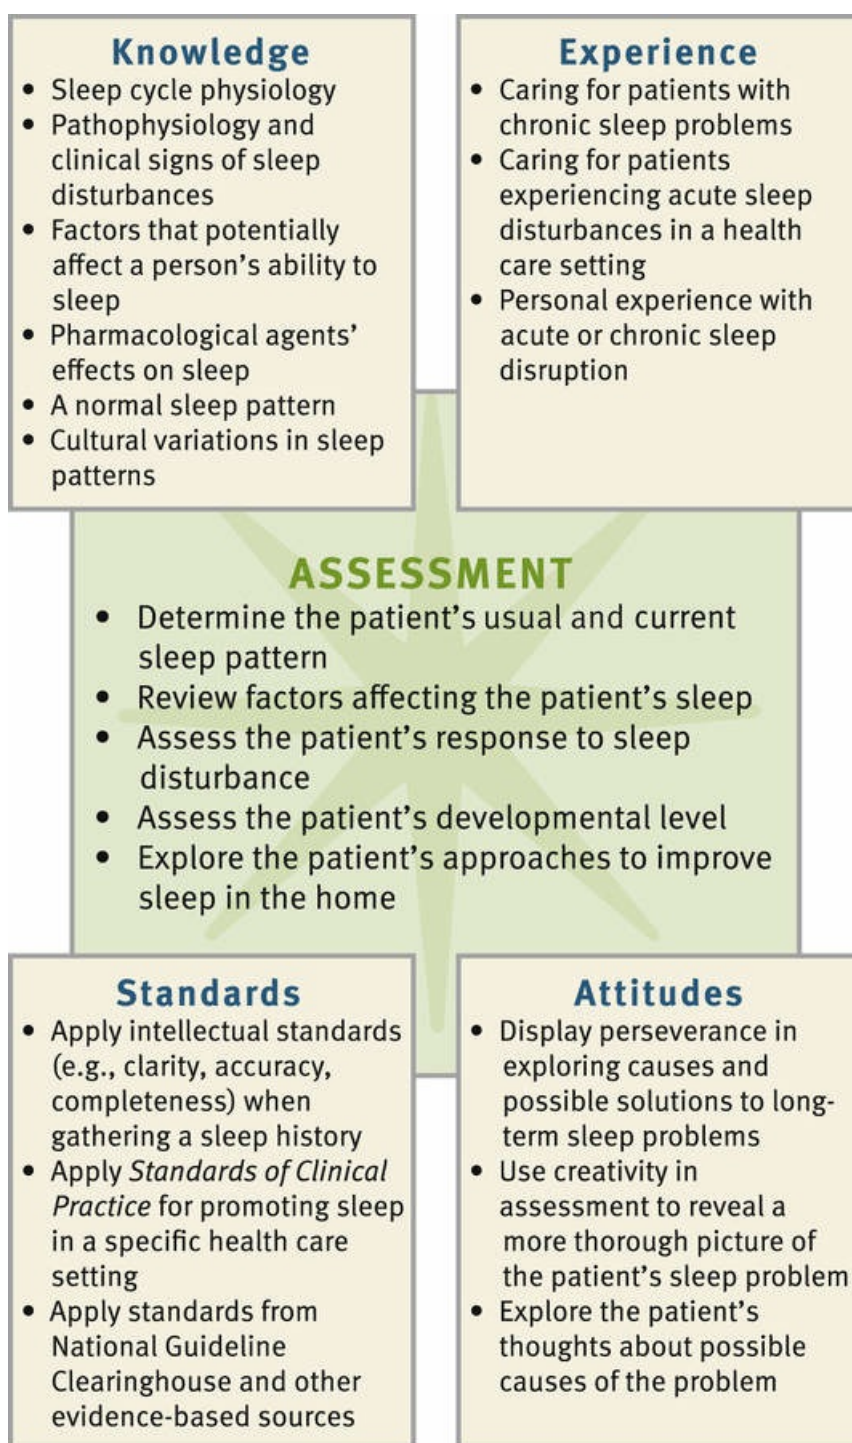 Knowledge
• Sleep cycle physiology
• Pathophysiology and
clinical signs of sleep
disturbances
• Factors that potentially
affect a person's ability to
sleep
• Pharmacological agents'
effects on sleep
• A normal sleep pattern
• Cultural variations in sleep
patterns
Experience
• Caring for patients with
chronic sleep problems
• Caring for patients
experiencing acute sleep
disturbances in a health
care setting
• Personal experience with
acute or chronic sleep
disruption
ASSESSMENT
• Determine the patient's usual and current
sleep pattern
• Review factors affecting the patient's sleep
• Assess the patient's response to sleep
disturbance
• Assess the patient's developmental level
• Explore the patient's approaches to improve
sleep in the home
Standards
• Apply intellectual standards
(e.g., clarity, accuracy,
completeness) when
gathering a sleep history
• Apply Standards of Clinical
Practice for promoting sleep
in a specific health care
setting
• Apply standards from
National Guideline
Clearinghouse and other
evidence-based sources
Attitudes
• Display perseverance in
exploring causes and
possible solutions to long-
term sleep problems
• Use creativity in
assessment to reveal a
more thorough picture of
the patient's sleep problem
• Explore the patient's
thoughts about possible
causes of the problem